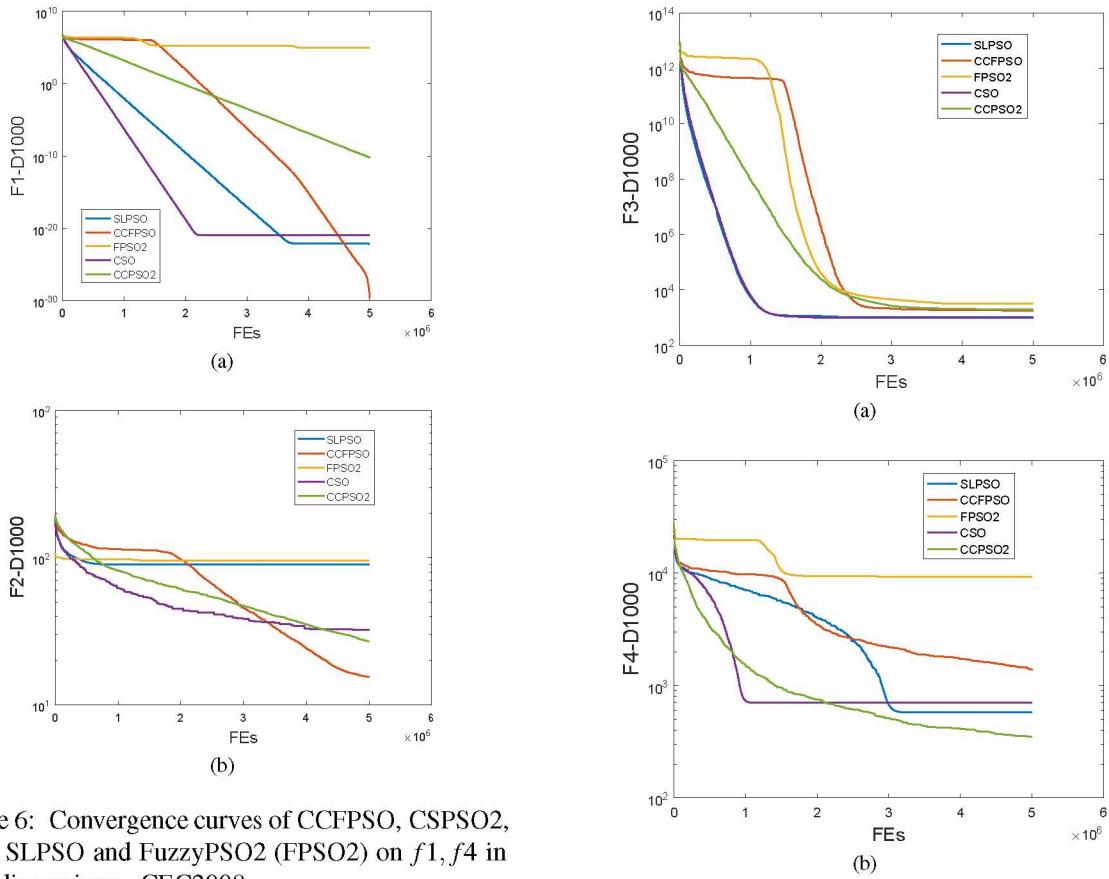 10^10
10^0
10^-10
10^-20
10^-30
F1-D1000
SLPSO
CCFPSO
FPSO2
CSO
CCPSO2
0 1 2 3 4 5 6
FEs
×10^6
(a)
10^3
10^2
10^1
F2-D1000
SLPSO
CCFPSO
FPSO2
CSO
CCPSO2
0 1 2 3 4 5 6
FEs
×10^6
(b)
e 6: Convergence curves of CCFPSO, CSPSO2,
SLPSO and FuzzyPSO2 (FPSO2) on f1, f4 in
10^14
10^12
10^10
10^8
10^6
10^4
10^2
F3-D1000
SLPSO
CCFPSO
FPSO2
CSO
CCPSO2
0 1 2 3 4 5 6
FEs
×10^6
(a)
10^5
10^4
10^3
10^2
F4-D1000
SLPSO
CCFPSO
FPSO2
CSO
CCPSO2
0 1 2 3 4 5 6
FEs
×10^6
(b)